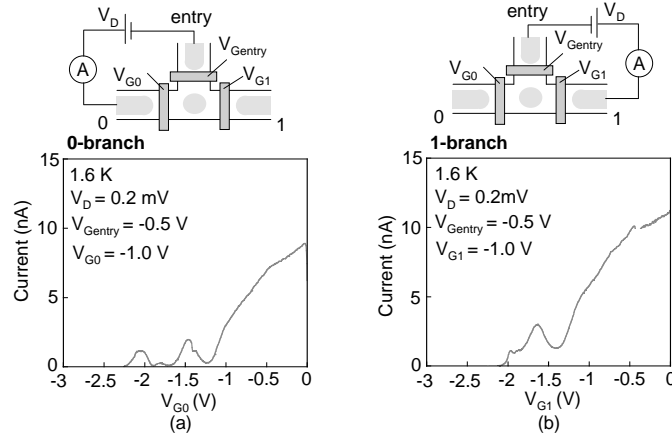 entry
V_D
V_Gentry
A
V_G0
V_G1
0
1
0-branch
1.6 K
V_D = 0.2 mV
V_Gentry = -0.5 V
V_G0 = -1.0 V
Current (nA)
15
10
5
0
-3 -2.5 -2 -1.5 -1 -0.5 0
V_G0 (V)
(a)
entry
V_D
V_Gentry
A
V_G0
V_G1
0
1
1-branch
1.6 K
V_D = 0.2mV
V_Gentry = -0.5 V
V_G1 = -1.0 V
Current (nA)
15
10
5
0
-3 -2.5 -2 -1.5 -1 -0.5 0
V_G1 (V)
(b)